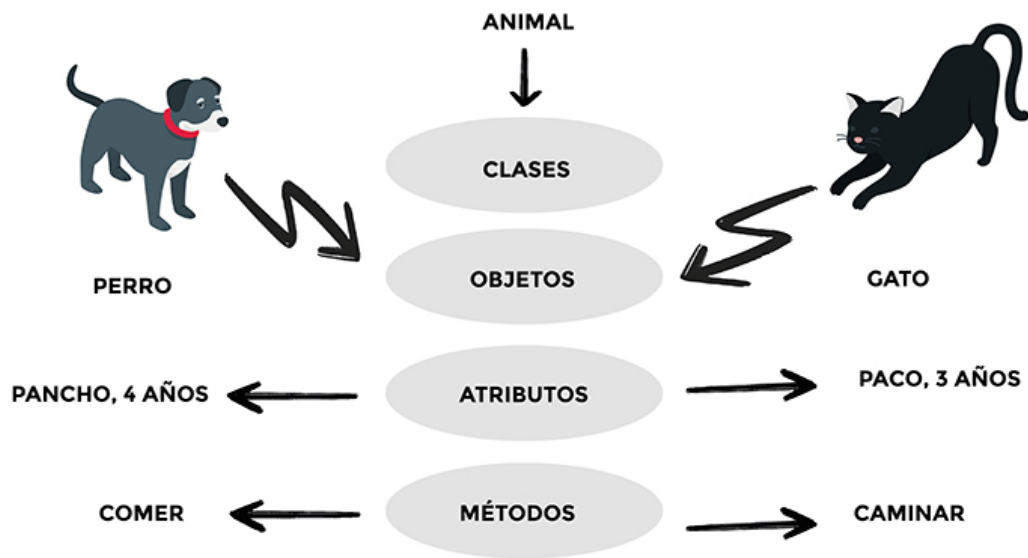 ANIMAL
CLASES
OBJETOS
PERRO
GATO
PANCHO, 4 AÑOS
ATRIBUTOS
PACO, 3 AÑOS
COMER
MÉTODOS
CAMINAR